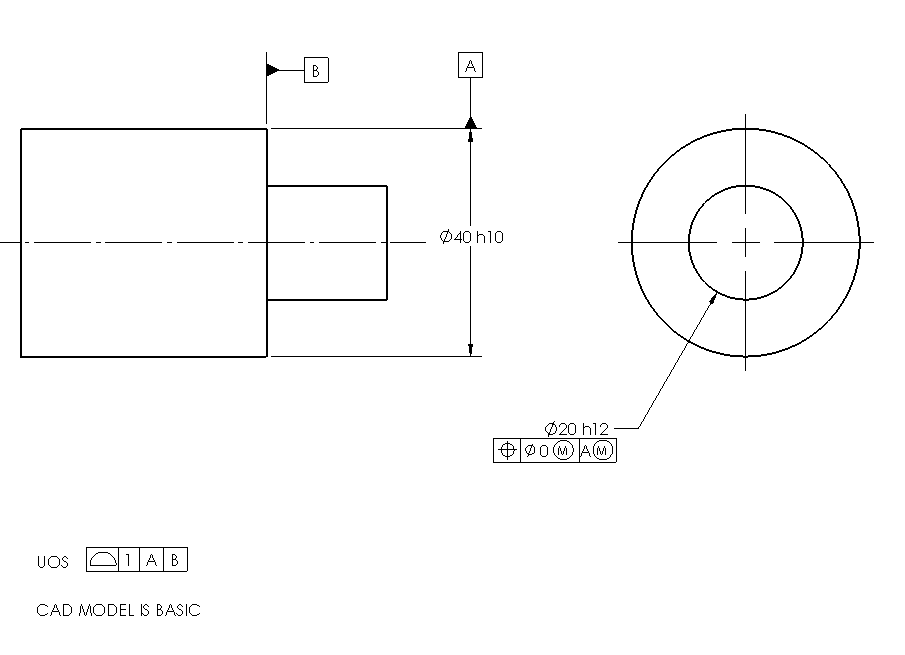 B
A
Ø40 h10
Ø20 h12
⌖ Ø0 Ⓜ A Ⓜ
UOS ⌓ 1 A B
CAD MODEL IS BASIC